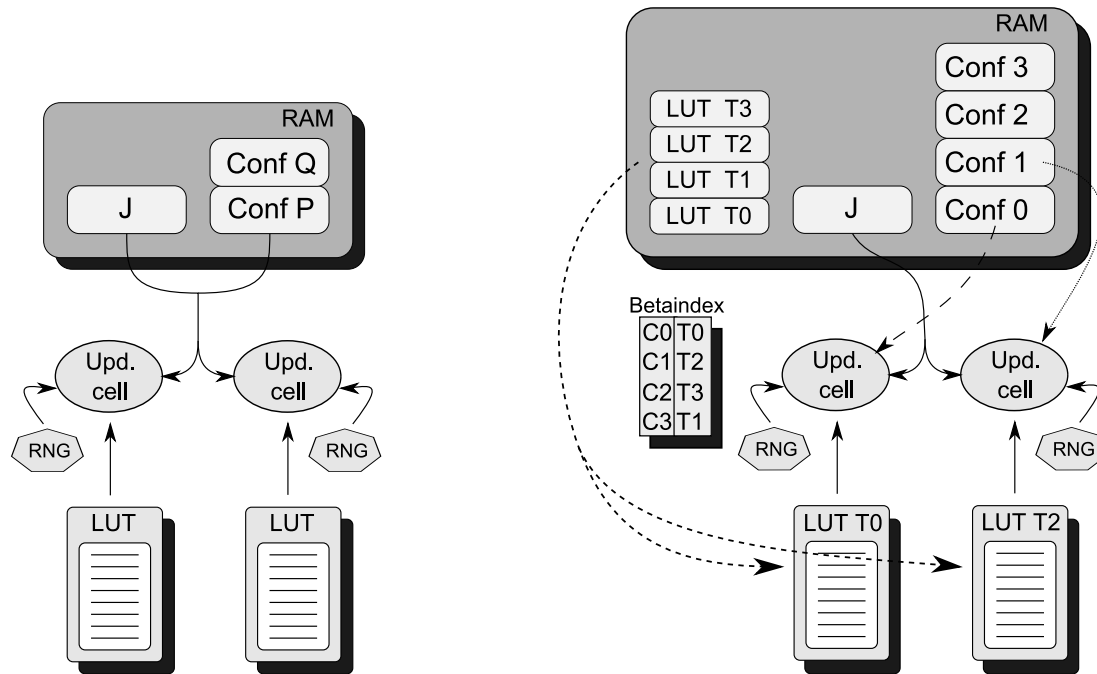 RAM
Conf Q
J
Conf P
Upd.
cell
Upd.
cell
RNG
RNG
LUT
LUT
RAM
Conf 3
LUT T3
Conf 2
LUT T2
Conf 1
LUT T1
LUT T0
J
Conf 0
Betaindex
C0 T0
C1 T2
C2 T3
C3 T1
Upd.
cell
Upd.
cell
RNG
RNG
LUT T0
LUT T2